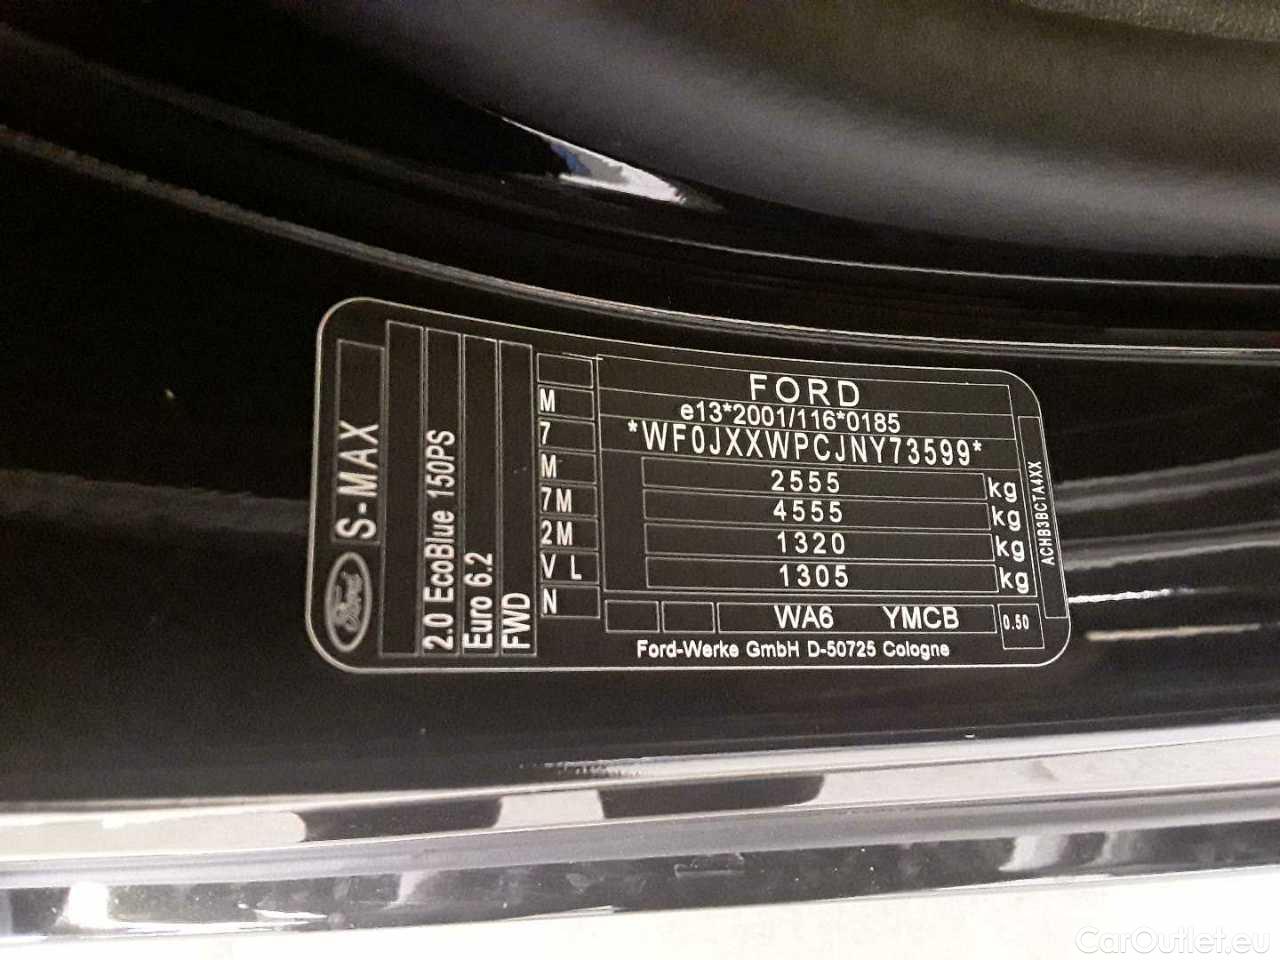 Ford
S-MAX
2.0 EcoBlue 150PS
Euro 6.2
FWD
M
7
M
7M
2M
V L
N
FORD
e13*2001/116*0185
*WF0JXXWPCJNY73599*
2555 kg
4555 kg
1320 kg
1305 kg
WA6 YMCB 0.50
Ford-Werke GmbH D-50725 Cologne
ACHB3BCTA4XX
CarOutlet.eu